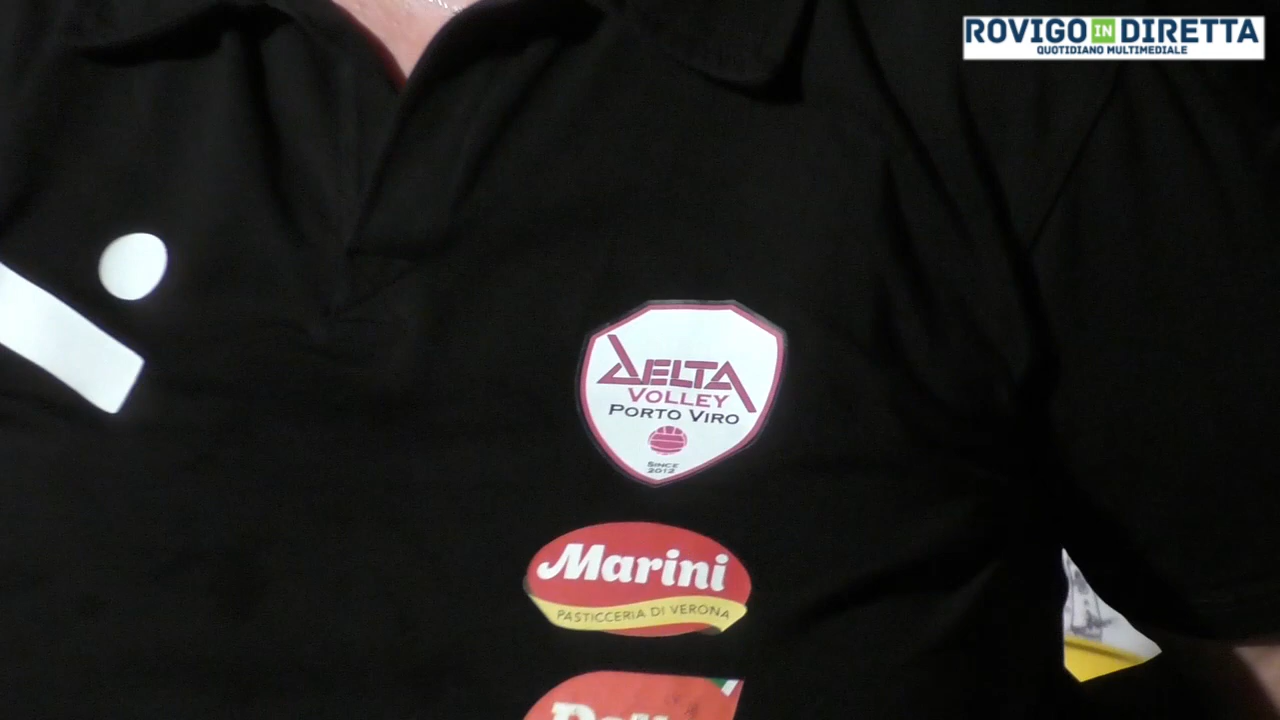 ROVIGO IN DIRETTA
QUOTIDIANO MULTIMEDIALE
DELTA
VOLLEY
PORTO VIRO
SINCE
2012
Marini
PASTICCERIA DI VERONA